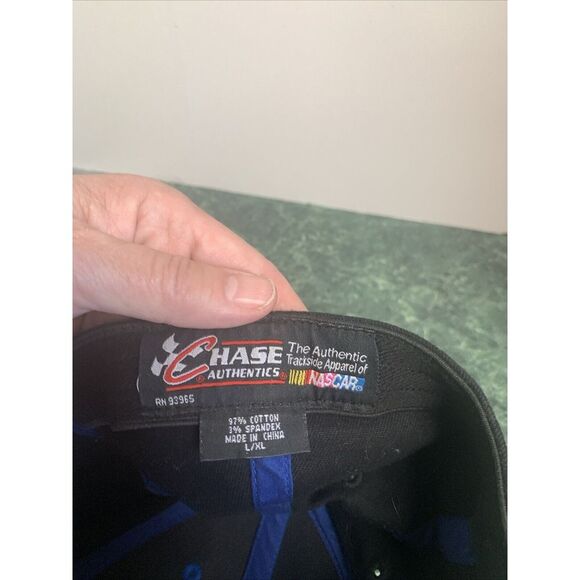 CHASE
AUTHENTICS
The Authentic
Trackside Apparel of
NASCAR
RN 93965
97% COTTON
3% SPANDEX
MADE IN CHINA
L/XL